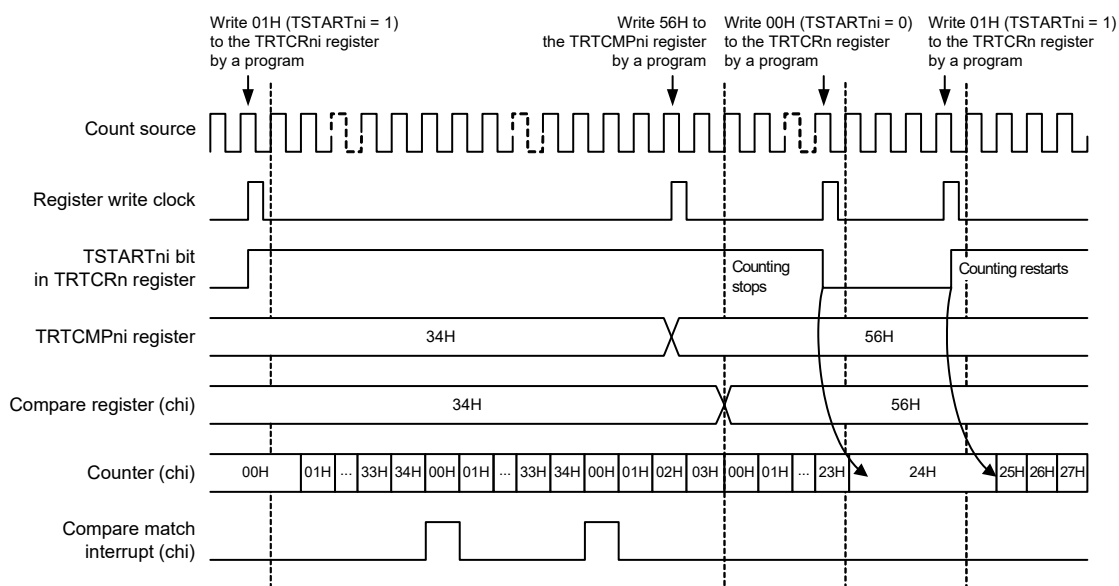 Write 01H (TSTARTni = 1)
to the TRTCRni register
by a program
Write 56H to
the TRTCMPni register
by a program
Write 00H (TSTARTn = 0)
to the TRTCRn register
by a program
Write 01H (TSTARTni = 1)
to the TRTCRn register
by a program
Count source
Register write clock
TSTARTni bit
in TRTCRn register
Counting
stops
Counting restarts
TRTCMPni register
34H
56H
Compare register (chi)
34H
56H
Counter (chi)
00H 01H ... 33H 34H 00H 01H ... 33H 34H 00H 01H 02H 03H 00H 01H ... 23H 24H 25H 26H 27H
Compare match
interrupt (chi)